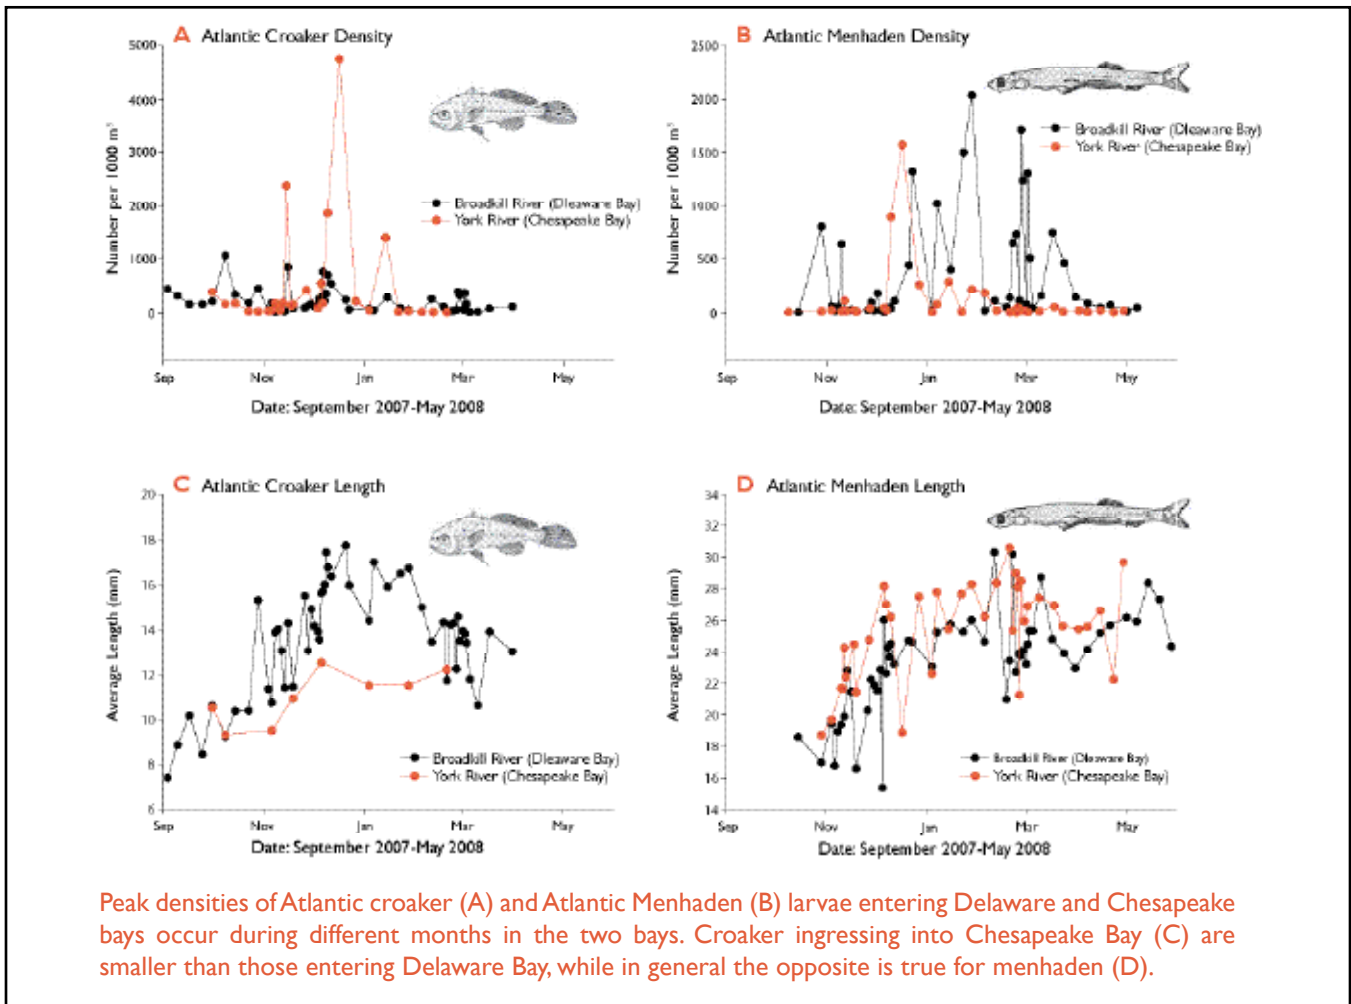 A Atlantic Croaker Density
5000
4000
3000
2000
1000
0
Number per 1000 m³
Broadkill River (Dleaware Bay)
York River (Chesapeake Bay)
Sep Nov Jan Mar May
Date: September 2007-May 2008
B Atlantic Menhaden Density
2500
2000
1500
1000
500
0
Number per 1000 m³
Broadkill River (Dleaware Bay)
York River (Chesapeake Bay)
Sep Nov Jan Mar May
Date: September 2007-May 2008
C Atlantic Croaker Length
20
18
16
14
12
10
8
6
Average Length (mm)
Broadkill River (Dleaware Bay)
York River (Chesapeake Bay)
Sep Nov Jan Mar May
Date: September 2007-May 2008
D Atlantic Menhaden Length
34
32
30
28
26
24
22
20
18
16
14
Average Length (mm)
Broadkill River (Dleaware Bay)
York River (Chesapeake Bay)
Sep Nov Jan Mar May
Date: September 2007-May 2008
Peak densities of Atlantic croaker (A) and Atlantic Menhaden (B) larvae entering Delaware and Chesapeake
bays occur during different months in the two bays. Croaker ingressing into Chesapeake Bay (C) are
smaller than those entering Delaware Bay, while in general the opposite is true for menhaden (D).